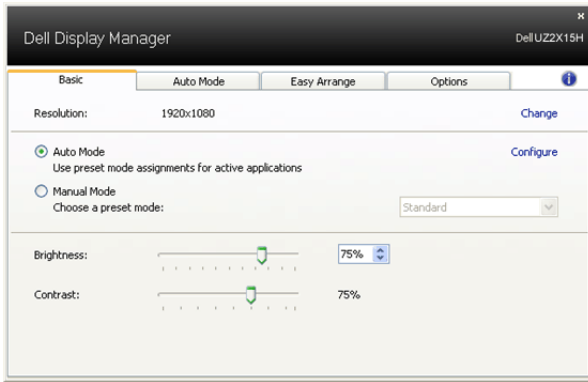 Dell Display Manager
Dell UZ2X15H
Basic
Auto Mode
Easy Arrange
Options
Resolution: 1920x1080 Change
Auto Mode Configure
Use preset mode assignments for active applications
Manual Mode
Choose a preset mode: Standard
Brightness: 75%
Contrast: 75%